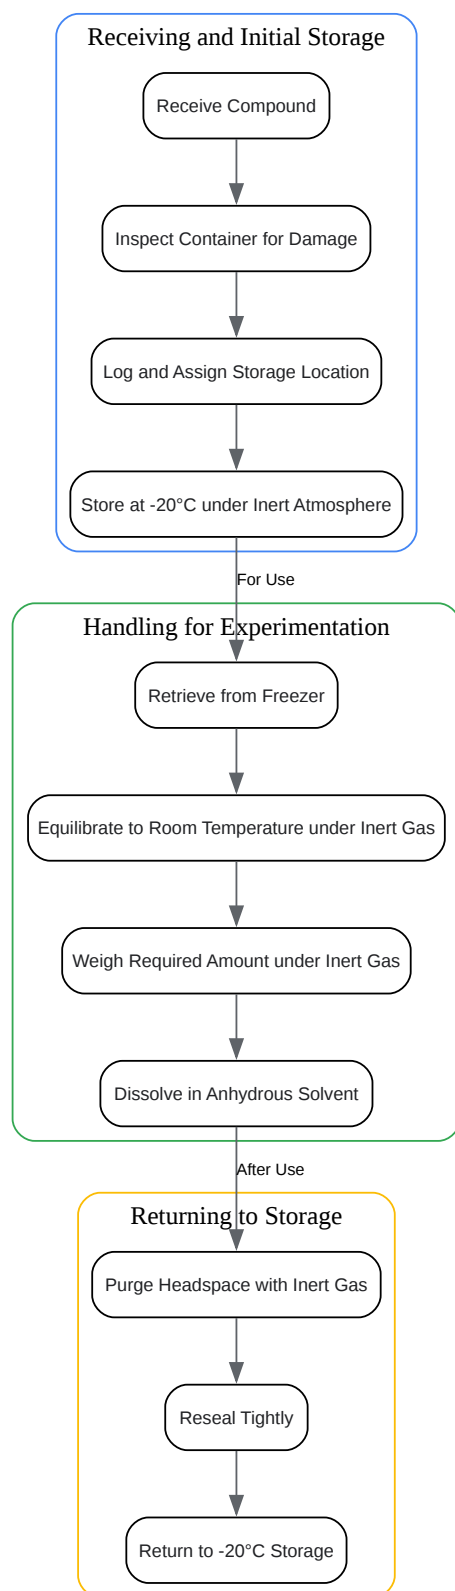 Receiving and Initial Storage
Receive Compound
Inspect Container for Damage
Log and Assign Storage Location
Store at -20°C under Inert Atmosphere
For Use
Handling for Experimentation
Retrieve from Freezer
Equilibrate to Room Temperature under Inert Gas
Weigh Required Amount under Inert Gas
Dissolve in Anhydrous Solvent
After Use
Returning to Storage
Purge Headspace with Inert Gas
Reseal Tightly
Return to -20°C Storage